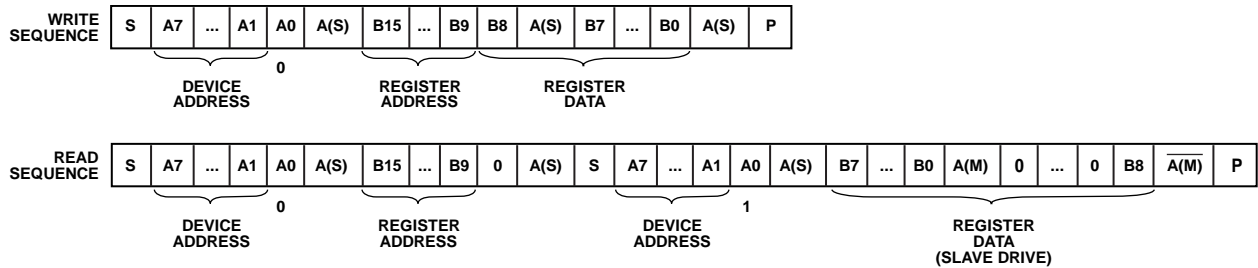 WRITE
SEQUENCE
S A7 ... A1 A0 A(S) B15 ... B9 B8 A(S) B7 ... B0 A(S) P
0
DEVICE
ADDRESS
REGISTER
ADDRESS
REGISTER
DATA
READ
SEQUENCE
S A7 ... A1 A0 A(S) B15 ... B9 0 A(S) S A7 ... A1 A0 A(S) B7 ... B0 A(M) 0 ... 0 B8 A(M) P
0 1
DEVICE
ADDRESS
REGISTER
ADDRESS
DEVICE
ADDRESS
REGISTER
DATA
(SLAVE DRIVE)